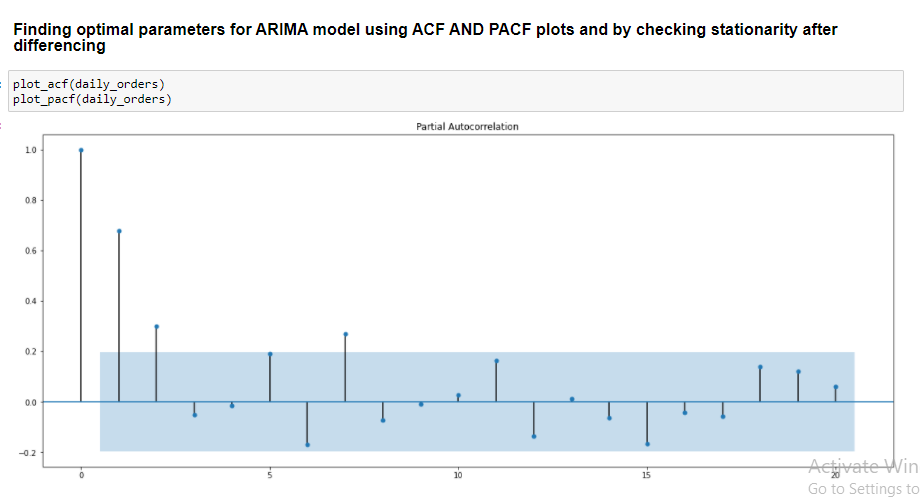 Finding optimal parameters for ARIMA model using ACF AND PACF plots and by checking stationarity after
differencing
plot_acf(daily_orders)
plot_pacf(daily_orders)
Partial Autocorrelation
1.0
0.8
0.6
0.4
0.2
0.0
−0.2
0 5 10 15 20
Activate Win
Go to Settings to